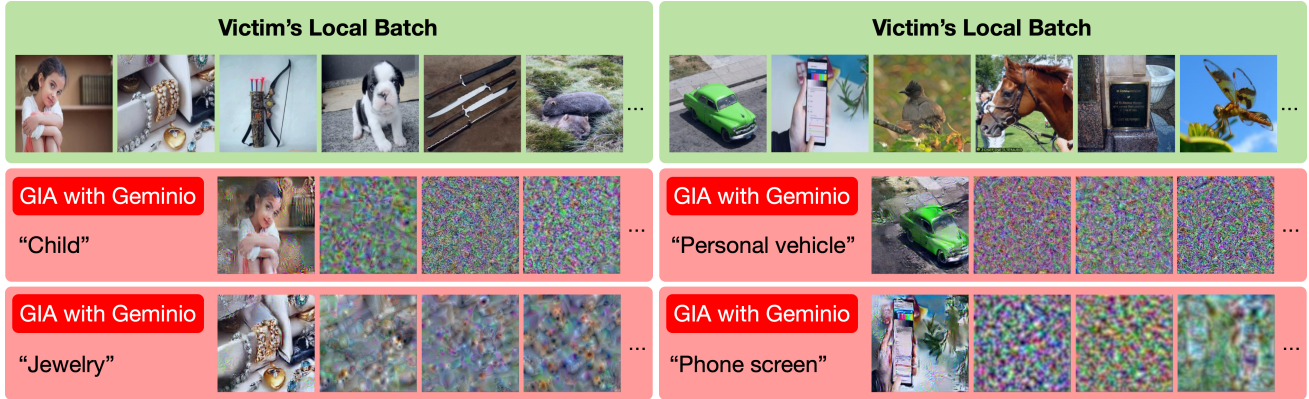 Victim's Local Batch
...
GIA with Geminio
"Child"
...
GIA with Geminio
"Jewelry"
...
Victim's Local Batch
...
GIA with Geminio
"Personal vehicle"
...
GIA with Geminio
"Phone screen"
...